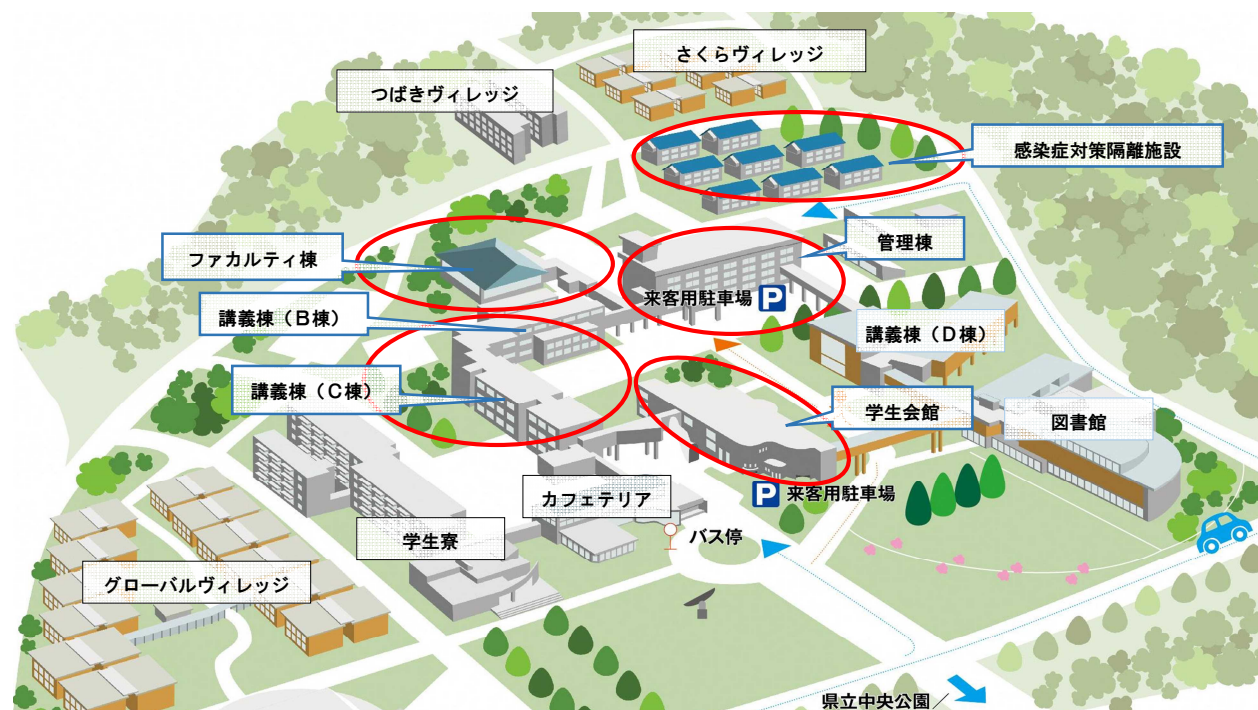 さくらヴィレッジ
つばきヴィレッジ
感染症対策隔離施設
管理棟
ファカルティ棟
来客用駐車場 P
講義棟（Ｂ棟）
講義棟（Ｄ棟）
講義棟（Ｃ棟）
学生会館
図書館
カフェテリア
P 来客用駐車場
学生寮
バス停
グローバルヴィレッジ
県立中央公園／